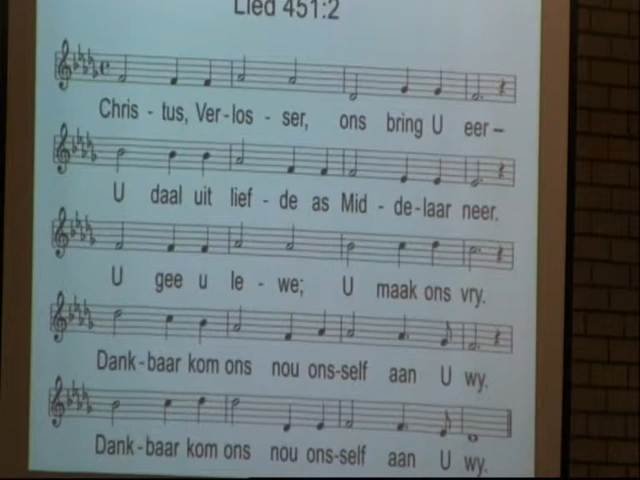 Lied 451:2
Chris - tus, Ver - los - ser, ons bring U eer –
U daal uit lief - de as Mid - de - laar neer.
U gee u le - we; U maak ons vry.
Dank - baar kom ons nou ons - self aan U wy.
Dank - baar kom ons nou ons - self aan U wy.